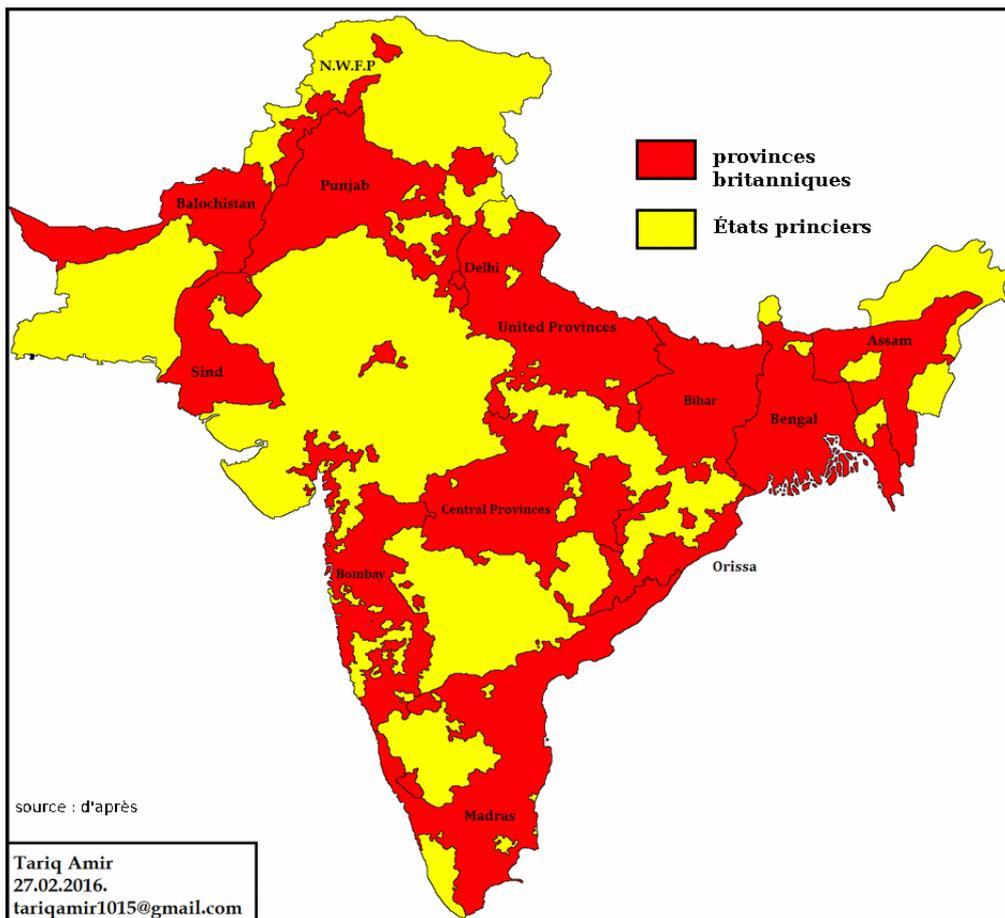 N.W.F.P
provinces
britanniques
Punjab
Balochistan
États princiers
Delhi
United Provinces
Assam
Sind
Bihar
Bengal
Central Provinces
Orissa
Bombay
source : d'après
Madras
Tariq Amir
27.02.2016.
tariqamir1015@gmail.com